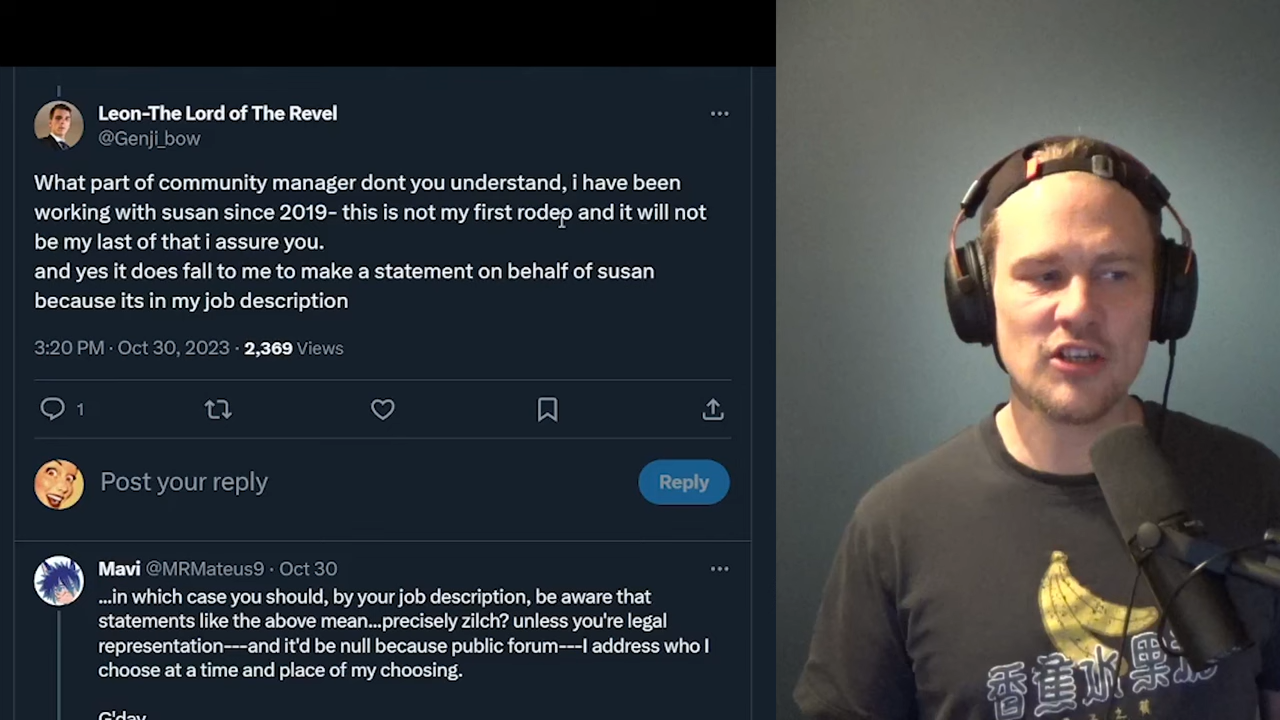 Leon-The Lord of The Revel
@Genji_bow
What part of community manager dont you understand, i have been
working with susan since 2019- this is not my first rodeo and it will not
be my last of that i assure you.
and yes it does fall to me to make a statement on behalf of susan
because its in my job description
3:20 PM · Oct 30, 2023 · 2,369 Views
1
Post your reply
Reply
Mavi @MRMateus9 · Oct 30
...in which case you should, by your job description, be aware that
statements like the above mean...precisely zilch? unless you're legal
representation---and it'd be null because public forum---I address who I
choose at a time and place of my choosing.
G'day
香蕉水果